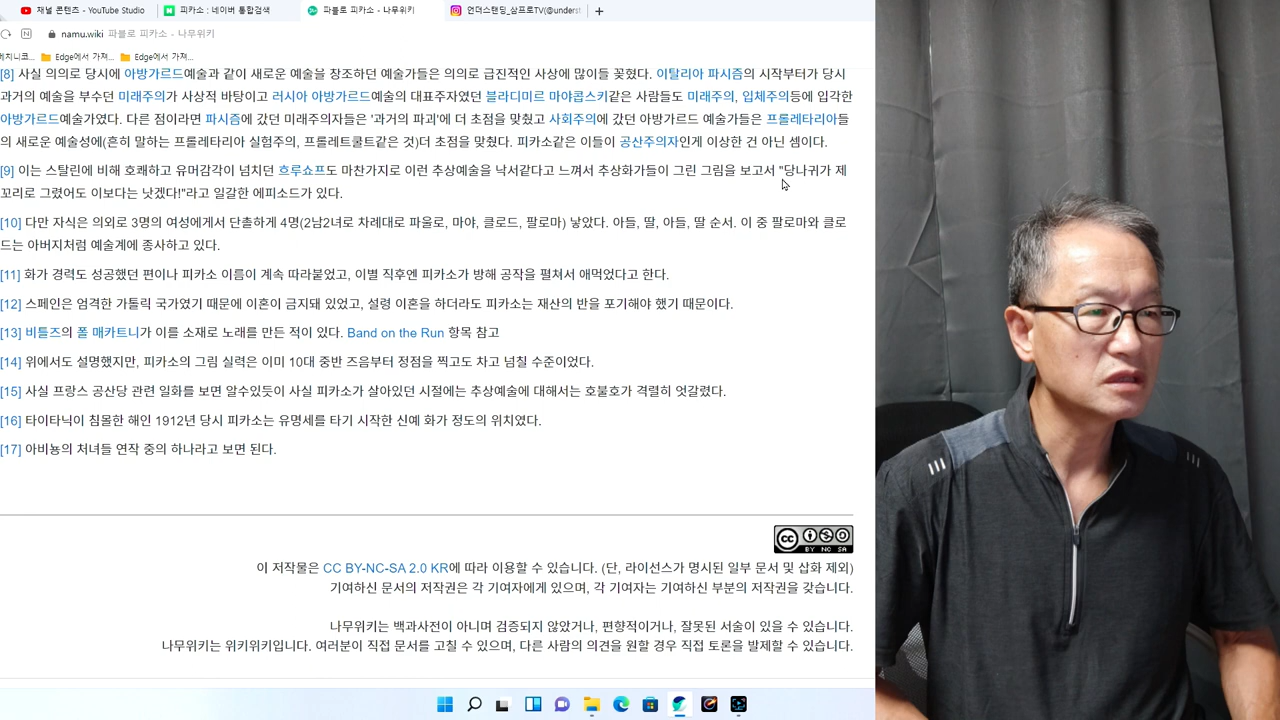 재널 콘텐즈 - YouTube Studio
피카소 : 네이버 통합검색
파블로 피카소 - 나무위키
언더스탠딩_삼프로TV(@underst
namu.wiki 파블로 피카소 - 나무위키
Edge에서 가져...
Edge에서 가져...
[8] 사실 의의로 당시에 아방가르드예술과 같이 새로운 예술을 창조하던 예술가들은 의의로 급진적인 사상에 많이들 꽂혔다. 이탈리아 파시즘의 시작부터가 당시
과거의 예술을 부수던 미래주의가 사상적 바탕이고 러시아 아방가르드예술의 대표주자였던 블라디미르 마야콥스키같은 사람들도 미래주의, 입체주의등에 입각한
아방가르드예술가였다. 다른 점이라면 파시즘에 갔던 미래주의자들은 '과거의 파괴'에 더 초점을 맞췄고 사회주의에 갔던 아방가르드 예술가들은 프롤레타리아들
의 새로운 예술성에(흔히 말하는 프롤레타리아 실험주의, 프롤레트쿨트같은 것)더 초점을 맞췄다. 피카소같은 이들이 공산주의자인게 이상한 건 아닌 셈이다.
[9] 이는 스탈린에 비해 호쾌하고 유머감각이 넘치던 흐루쇼프도 마찬가지로 이런 추상예술을 낙서같다고 느껴서 추상화가들이 그린 그림을 보고서 "당나귀가 제
꼬리로 그렸어도 이보다는 낫겠다!"라고 일갈한 에피소드가 있다.
[10] 다만 자식은 의외로 3명의 여성에게서 단촐하게 4명(2남2녀로 차례대로 파울로, 마야, 클로드, 팔로마) 낳았다. 아들, 딸, 아들, 딸 순서. 이 중 팔로마와 클로
드는 아버지처럼 예술계에 종사하고 있다.
[11] 화가 경력도 성공했던 편이나 피카소 이름이 계속 따라붙었고, 이별 직후엔 피카소가 방해 공작을 펼쳐서 애먹었다고 한다.
[12] 스페인은 엄격한 가톨릭 국가였기 때문에 이혼이 금지돼 있었고, 설령 이혼을 하더라도 피카소는 재산의 반을 포기해야 했기 때문이다.
[13] 비틀즈의 폴 매카트니가 이를 소재로 노래를 만든 적이 있다. Band on the Run 항목 참고
[14] 위에서도 설명했지만, 피카소의 그림 실력은 이미 10대 중반 즈음부터 정점을 찍고도 차고 넘칠 수준이었다.
[15] 사실 프랑스 공산당 관련 일화를 보면 알수있듯이 사실 피카소가 살아있던 시절에는 추상예술에 대해서는 호불호가 격렬히 엇갈렸다.
[16] 타이타닉이 침몰한 해인 1912년 당시 피카소는 유명세를 타기 시작한 신예 화가 정도의 위치였다.
[17] 아비뇽의 처녀들 연작 중의 하나라고 보면 된다.
cc BY NC SA
이 저작물은 CC BY-NC-SA 2.0 KR에 따라 이용할 수 있습니다. (단, 라이선스가 명시된 일부 문서 및 삽화 제외)
기여하신 문서의 저작권은 각 기여자에게 있으며, 각 기여자는 기여하신 부분의 저작권을 갖습니다.
나무위키는 백과사전이 아니며 검증되지 않았거나, 편향적이거나, 잘못된 서술이 있을 수 있습니다.
나무위키는 위키위키입니다. 여러분이 직접 문서를 고칠 수 있으며, 다른 사람의 의견을 원할 경우 직접 토론을 발제할 수 있습니다.